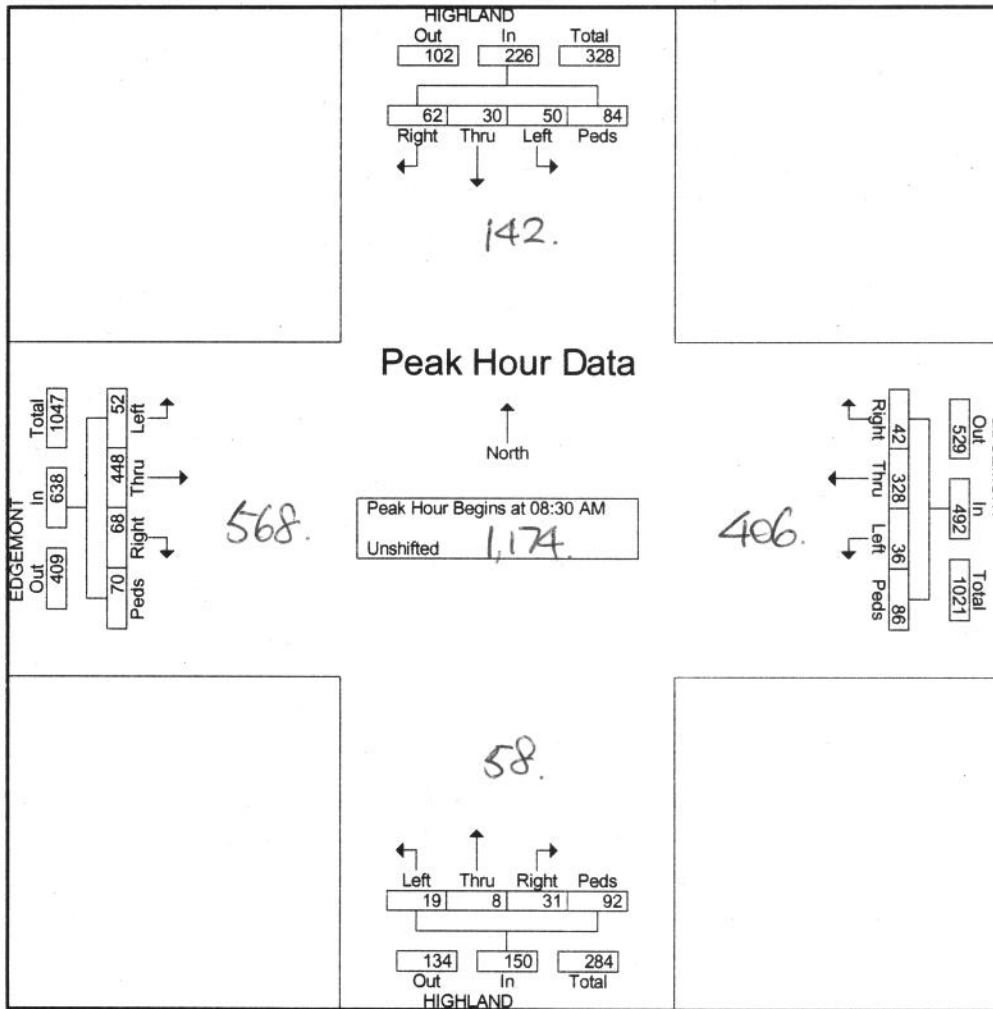 HIGHLAND
Out In Total
102 226 328
62 30 50 84
Right Thru Left Peds
142.
Peak Hour Data
North
Peak Hour Begins at 08:30 AM
Unshifted 1,174.
EDGEMONT
Out In Total
409 638 1047
70 68 448 52
Peds Right Thru Left
568.
406.
Right Thru Left Peds
42 328 36 86
Out In Total
529 492 1021
58.
Left Thru Right Peds
19 8 31 92
134 150 284
Out In Total
HIGHLAND